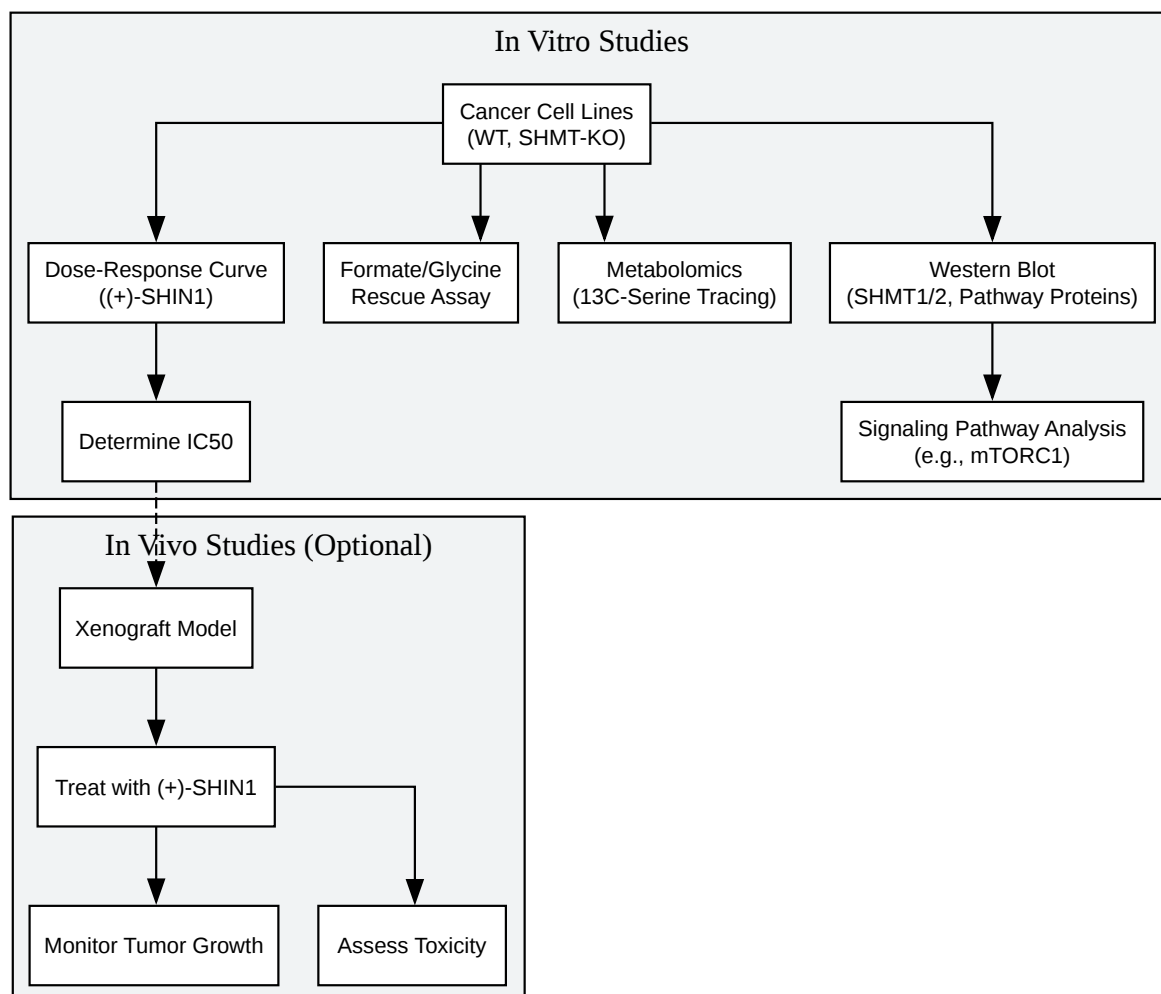 In Vitro Studies
Cancer Cell Lines
(WT, SHMT-KO)
Dose-Response Curve
((+)-SHIN1)
Formate/Glycine
Rescue Assay
Metabolomics
(13C-Serine Tracing)
Western Blot
(SHMT1/2, Pathway Proteins)
Determine IC50
Signaling Pathway Analysis
(e.g., mTORC1)
In Vivo Studies (Optional)
Xenograft Model
Treat with (+)-SHIN1
Monitor Tumor Growth
Assess Toxicity